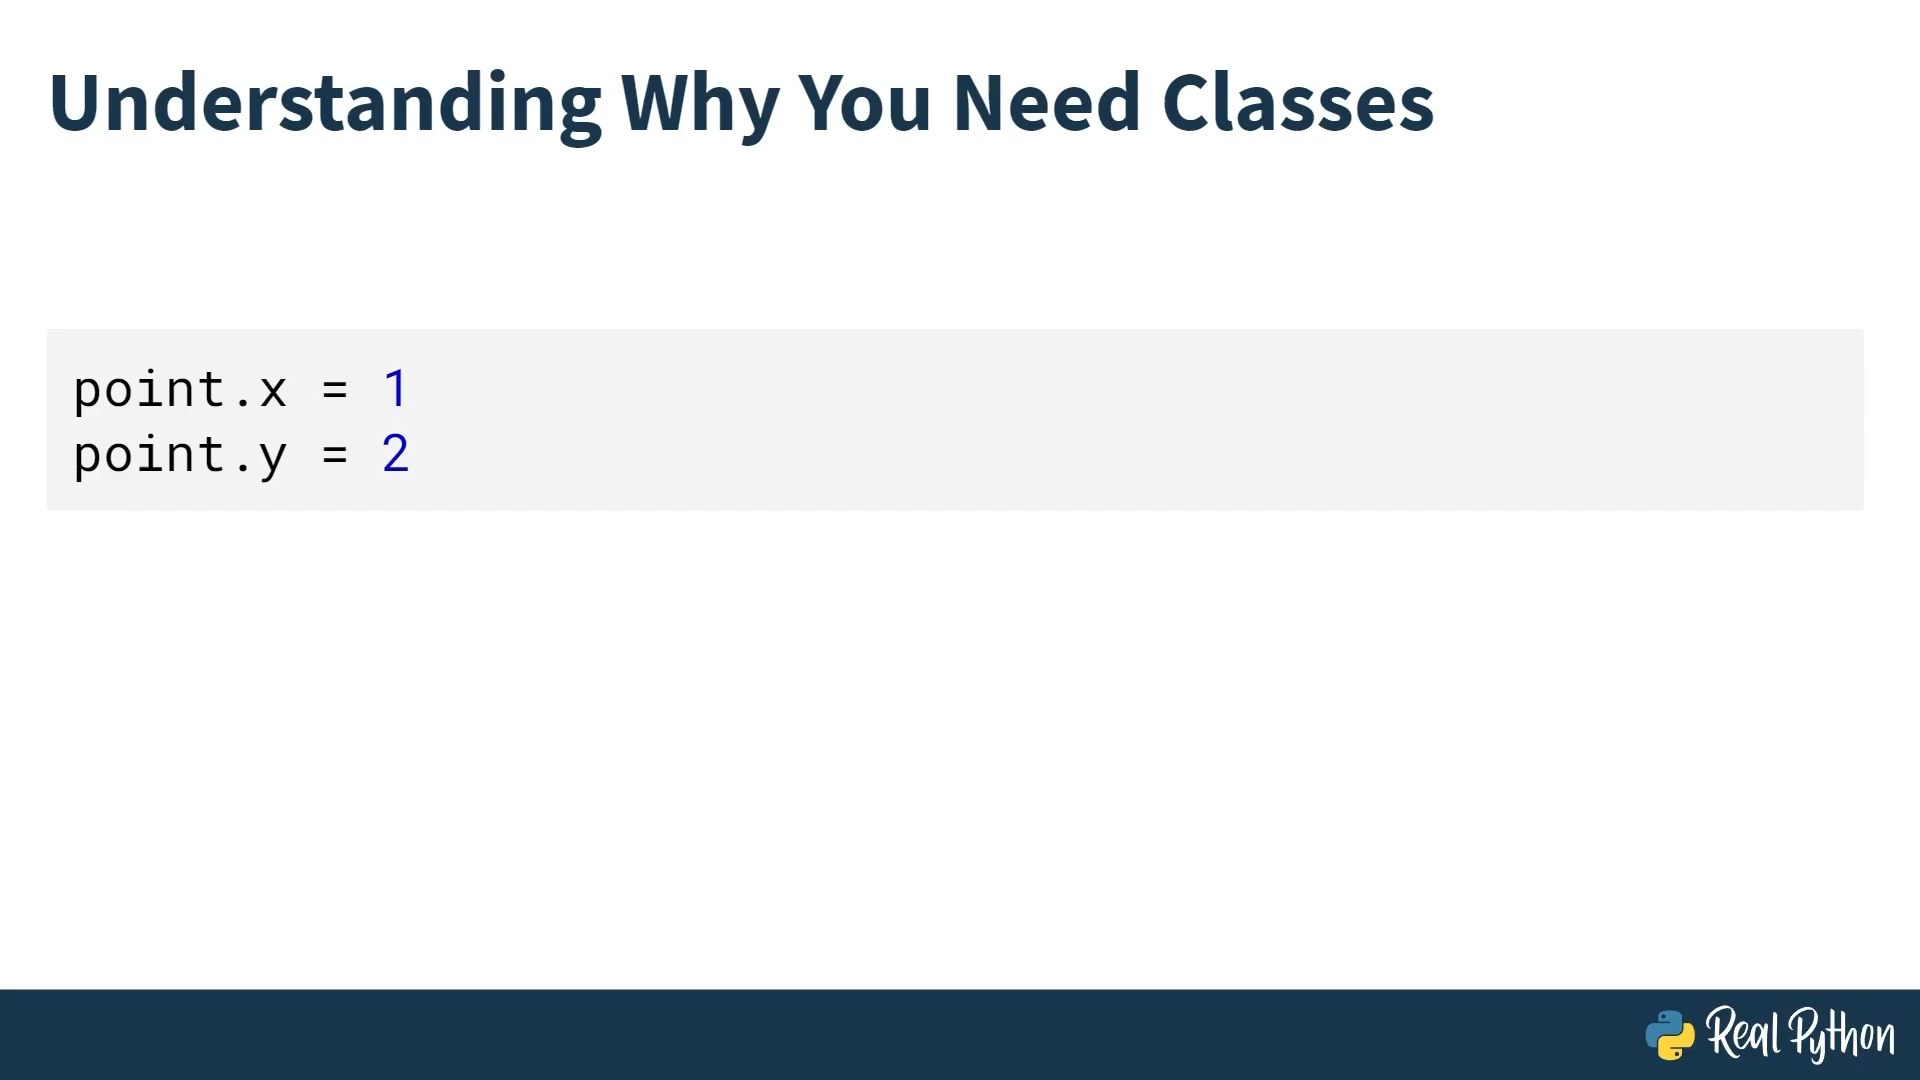 Understanding Why You Need Classes
point.x = 1
point.y = 2
Real Python